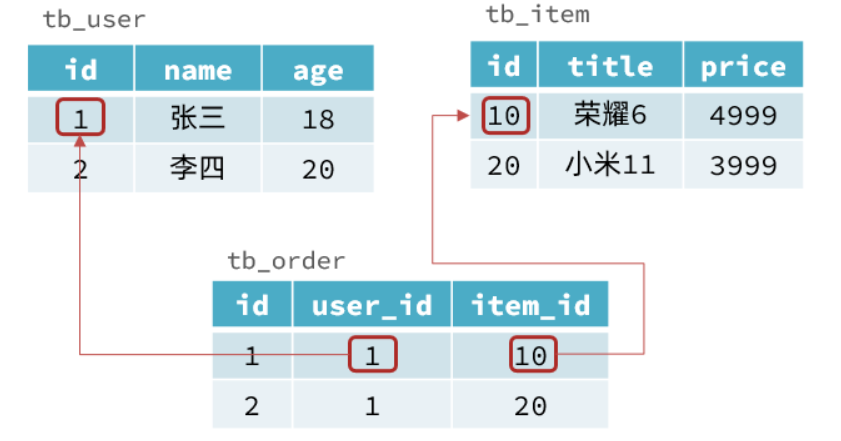 tb_user
id name age
1 张三 18
2 李四 20
tb_item
id title price
10 荣耀6 4999
20 小米11 3999
tb_order
id user_id item_id
1 1 10
2 1 20